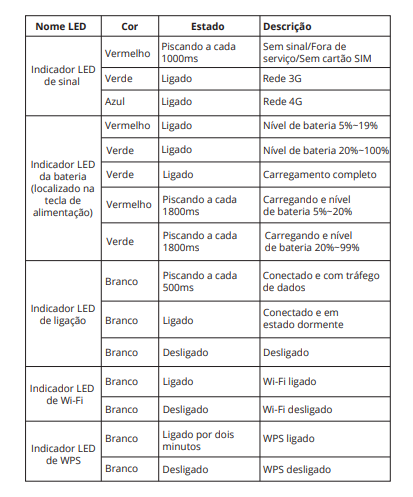 Nome LED Cor Estado Descrição
Indicador LED
de sinal
Vermelho Piscando a cada
1000ms
Sem sinal/Fora de
serviço/Sem cartão SIM
Verde Ligado Rede 3G
Azul Ligado Rede 4G
Indicador LED
da bateria
(localizado na
tecla de
alimentação)
Vermelho Ligado Nível de bateria 5%~19%
Verde Ligado Nível de bateria 20%~100%
Verde Ligado Carregamento completo
Vermelho Piscando a cada
1800ms
Carregando e nível
de bateria 5%~20%
Verde Piscando a cada
1800ms
Carregando e nível
de bateria 20%~99%
Indicador LED
de ligação
Branco Piscando a cada
500ms
Conectado e com tráfego
de dados
Branco Ligado Conectado e em
estado dormente
Branco Desligado Desligado
Indicador LED
de Wi-Fi
Branco Ligado Wi-Fi ligado
Branco Desligado Wi-Fi desligado
Indicador LED
de WPS
Branco Ligado por dois
minutos
WPS ligado
Branco Desligado WPS desligado